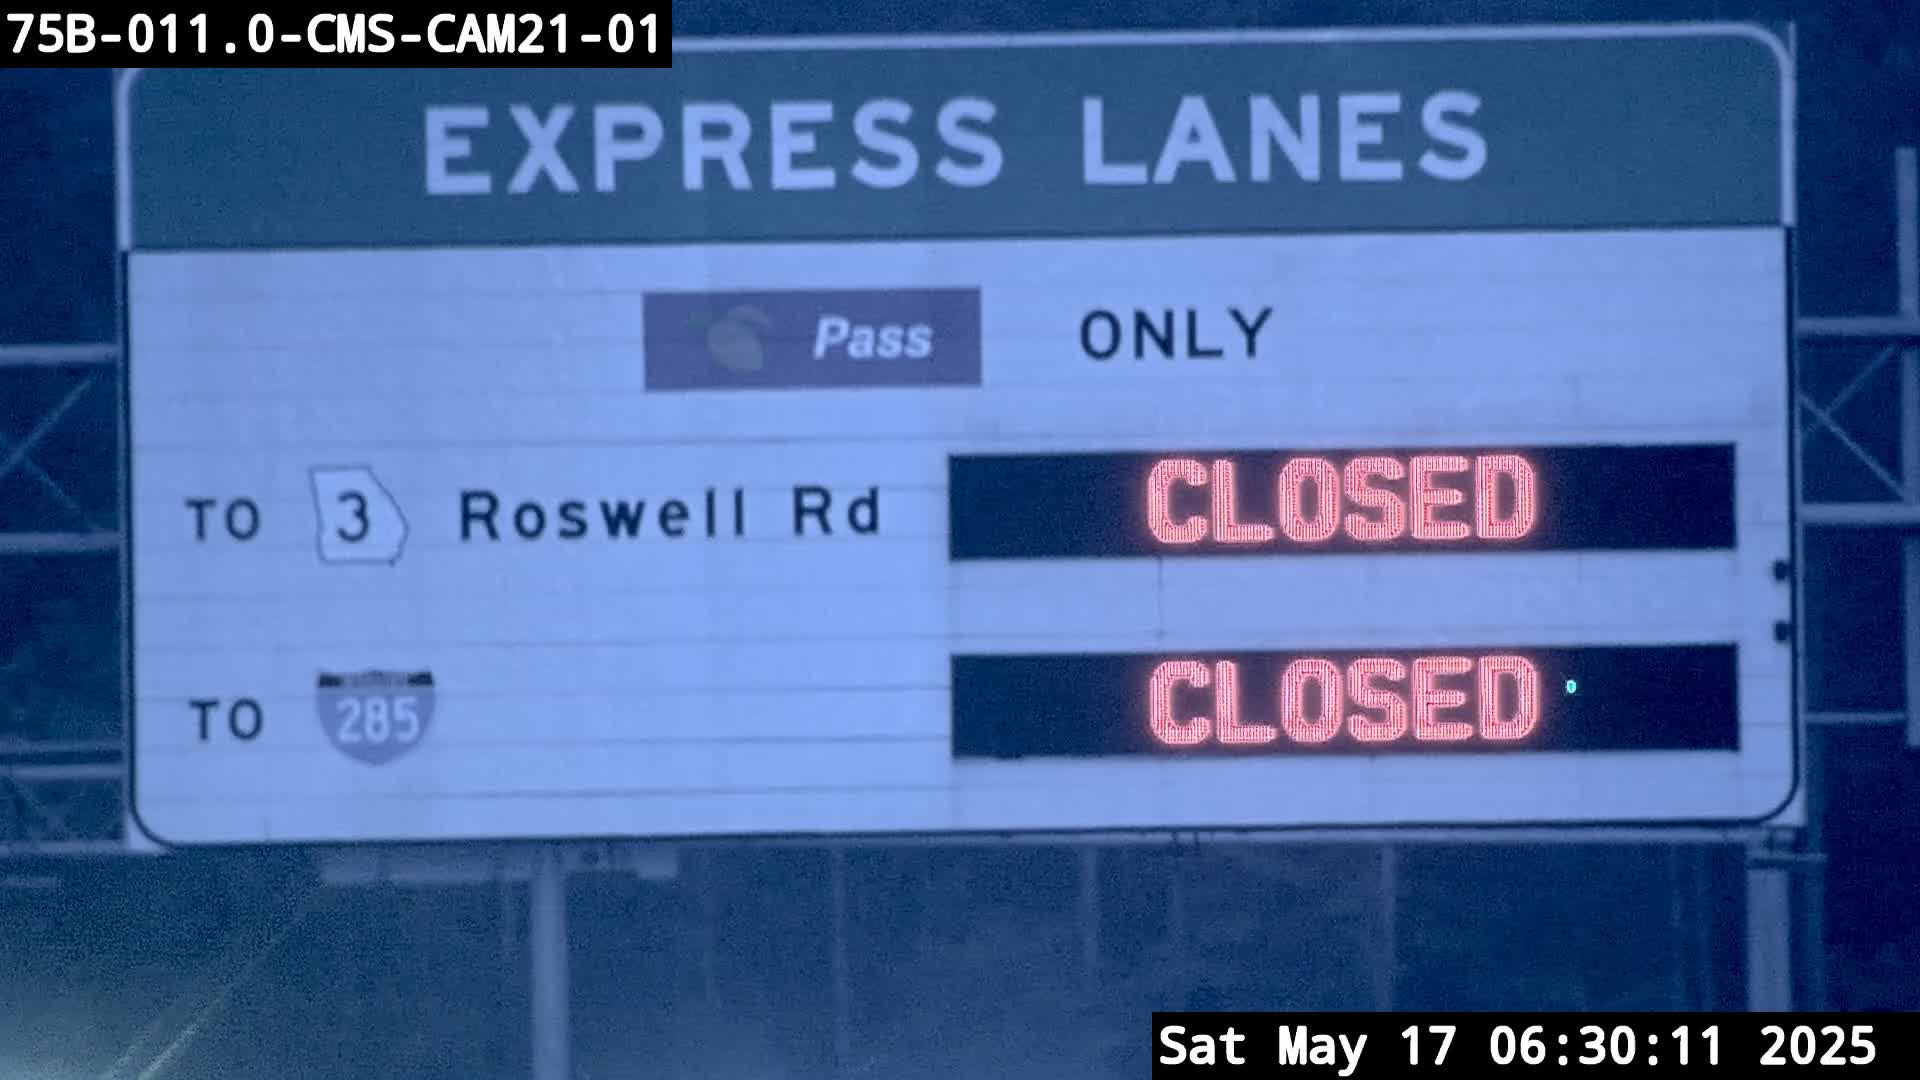 75B-011.0-CMS-CAM21-01
EXPRESS LANES
Pass ONLY
TO 3 Roswell Rd CLOSED
TO 285 CLOSED
Sat May 17 06:30:11 2025